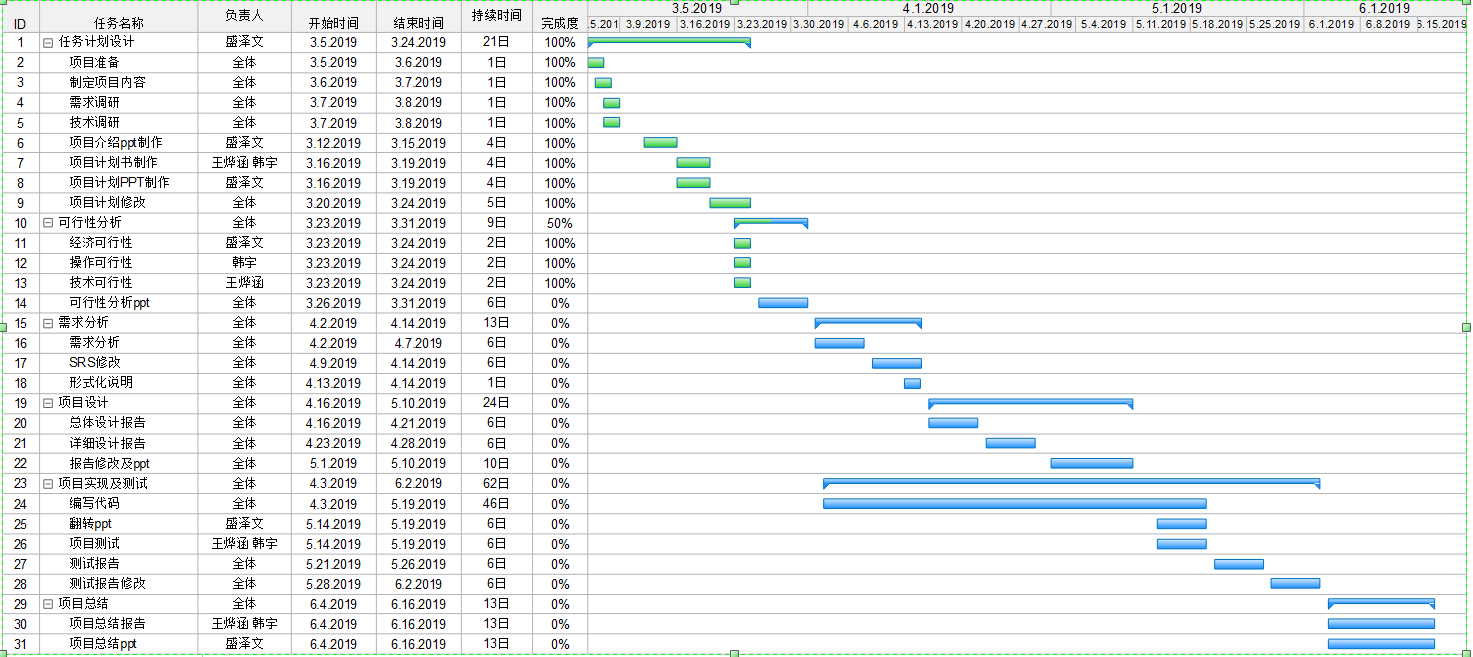 3.5.2019 4.1.2019 5.1.2019 6.1.2019
ID 任务名称 负责人 开始时间 结束时间 持续时间 完成度 5.201 3.9.2019 3.16.2019 3.23.2019 3.30.2019 4.6.2019 4.13.2019 4.20.2019 4.27.2019 5.4.2019 5.11.2019 5.18.2019 5.25.2019 6.1.2019 6.8.2019 6.15.2019
1 任务计划设计 盛泽文 3.5.2019 3.24.2019 21日 100%
2 项目准备 全体 3.5.2019 3.6.2019 1日 100%
3 制定项目内容 全体 3.6.2019 3.7.2019 1日 100%
4 需求调研 全体 3.7.2019 3.8.2019 1日 100%
5 技术调研 全体 3.7.2019 3.8.2019 1日 100%
6 项目介绍ppt制作 盛泽文 3.12.2019 3.15.2019 4日 100%
7 项目计划书制作 王烨涵 韩宇 3.16.2019 3.19.2019 4日 100%
8 项目计划PPT制作 盛泽文 3.16.2019 3.19.2019 4日 100%
9 项目计划修改 全体 3.20.2019 3.24.2019 5日 100%
10 可行性分析 全体 3.23.2019 3.31.2019 9日 50%
11 经济可行性 盛泽文 3.23.2019 3.24.2019 2日 100%
12 操作可行性 韩宇 3.23.2019 3.24.2019 2日 100%
13 技术可行性 王烨涵 3.23.2019 3.24.2019 2日 100%
14 可行性分析ppt 全体 3.26.2019 3.31.2019 6日 0%
15 需求分析 全体 4.2.2019 4.14.2019 13日 0%
16 需求分析 全体 4.2.2019 4.7.2019 6日 0%
17 SRS修改 全体 4.9.2019 4.14.2019 6日 0%
18 形式化说明 全体 4.13.2019 4.14.2019 1日 0%
19 项目设计 全体 4.16.2019 5.10.2019 24日 0%
20 总体设计报告 全体 4.16.2019 4.21.2019 6日 0%
21 详细设计报告 全体 4.23.2019 4.28.2019 6日 0%
22 报告修改及ppt 全体 5.1.2019 5.10.2019 10日 0%
23 项目实现及测试 全体 4.3.2019 6.2.2019 62日 0%
24 编写代码 全体 4.3.2019 5.19.2019 46日 0%
25 翻转ppt 盛泽文 5.14.2019 5.19.2019 6日 0%
26 项目测试 王烨涵 韩宇 5.14.2019 5.19.2019 6日 0%
27 测试报告 全体 5.21.2019 5.26.2019 6日 0%
28 测试报告修改 全体 5.28.2019 6.2.2019 6日 0%
29 项目总结 全体 6.4.2019 6.16.2019 13日 0%
30 项目总结报告 王烨涵 韩宇 6.4.2019 6.16.2019 13日 0%
31 项目总结ppt 盛泽文 6.4.2019 6.16.2019 13日 0%